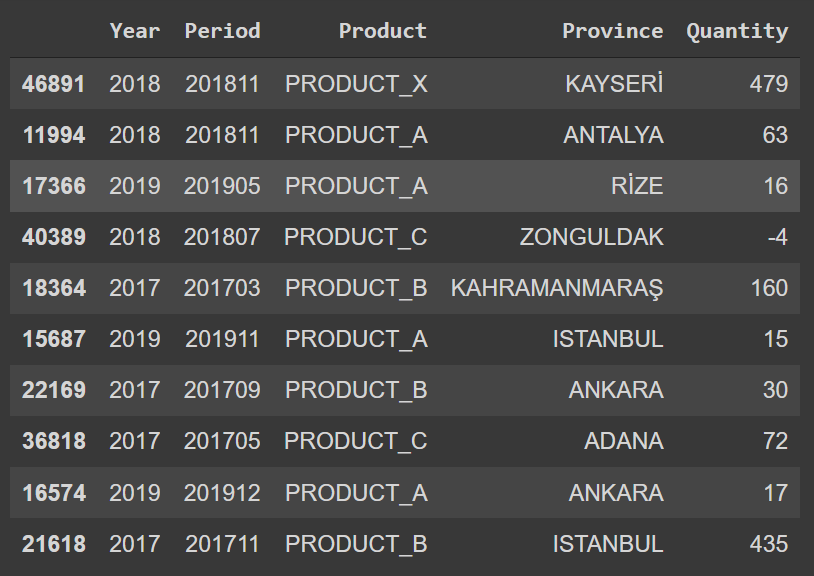 Year Period Product Province Quantity
46891 2018 201811 PRODUCT_X KAYSERİ 479
11994 2018 201811 PRODUCT_A ANTALYA 63
17366 2019 201905 PRODUCT_A RİZE 16
40389 2018 201807 PRODUCT_C ZONGULDAK -4
18364 2017 201703 PRODUCT_B KAHRAMANMARAŞ 160
15687 2019 201911 PRODUCT_A ISTANBUL 15
22169 2017 201709 PRODUCT_B ANKARA 30
36818 2017 201705 PRODUCT_C ADANA 72
16574 2019 201912 PRODUCT_A ANKARA 17
21618 2017 201711 PRODUCT_B ISTANBUL 435